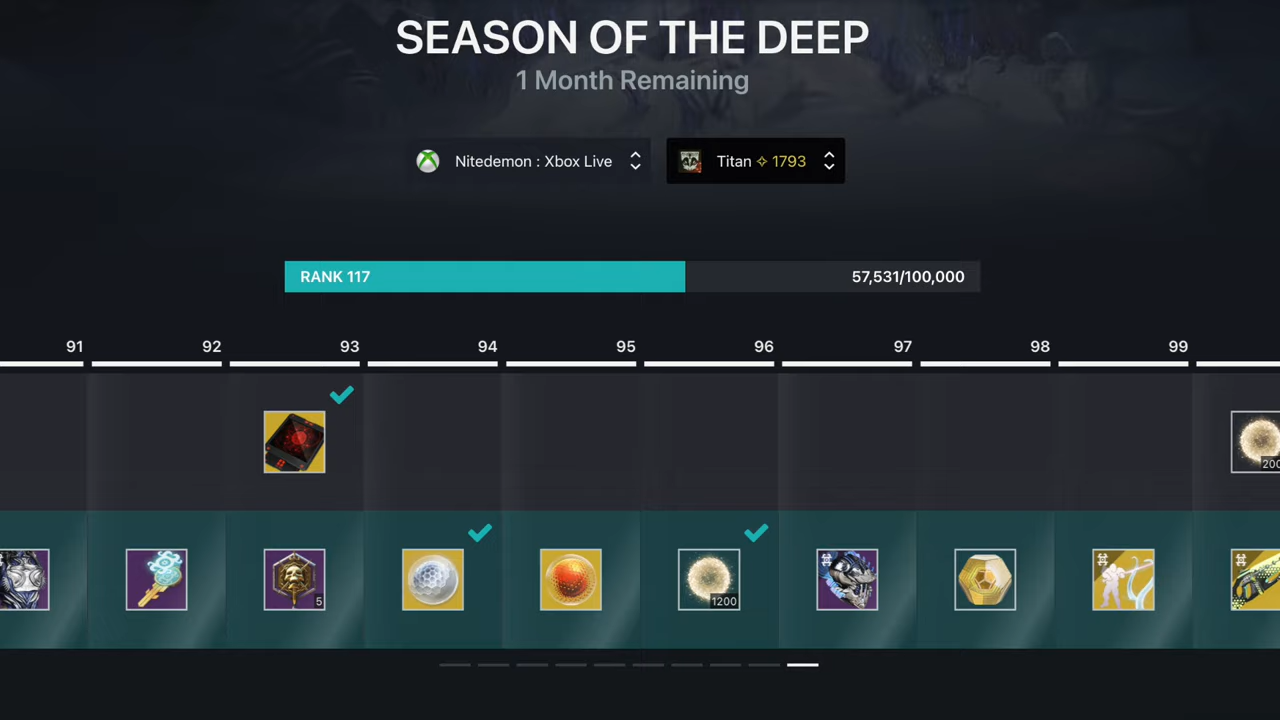 SEASON OF THE DEEP
1 Month Remaining
Nitedemon : Xbox Live
Titan ✧ 1793
RANK 117
57,531/100,000
91 92 93 94 95 96 97 98 99
200
5
1200